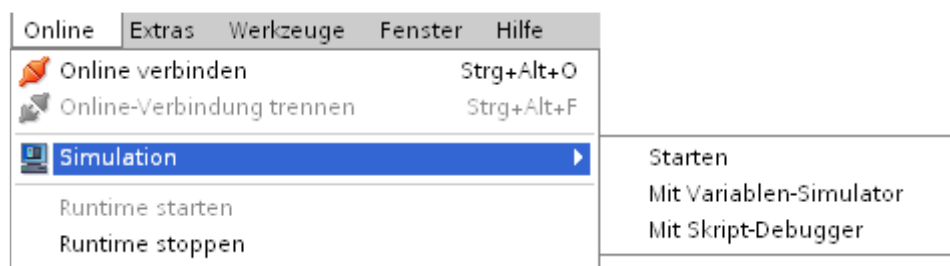 Online Extras Werkzeuge Fenster Hilfe
Online verbinden Strg+Alt+O
Online-Verbindung trennen Strg+Alt+F
Simulation
Starten
Mit Variablen-Simulator
Mit Skript-Debugger
Runtime starten
Runtime stoppen